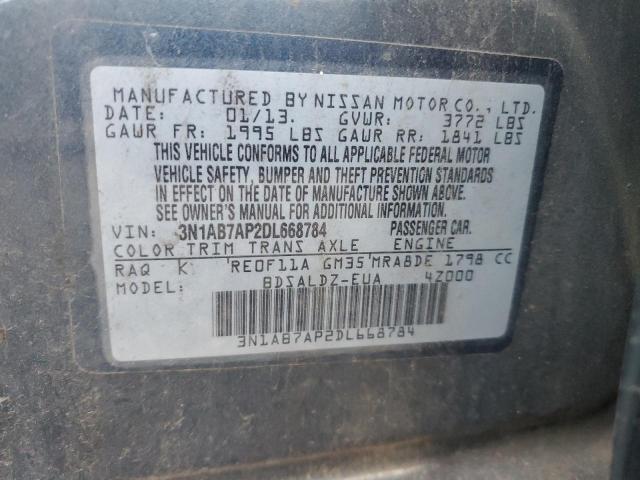 MANUFACTURED BY NISSAN MOTOR CO., LTD.
DATE: 01/13. GVWR: 3772 LBS
GAWR FR: 1995 LBS GAWR RR: 1841 LBS
THIS VEHICLE CONFORMS TO ALL APPLICABLE FEDERAL MOTOR
VEHICLE SAFETY, BUMPER AND THEFT PREVENTION STANDARDS
IN EFFECT ON THE DATE OF MANUFACTURE SHOWN ABOVE.
SEE OWNER'S MANUAL FOR ADDITIONAL INFORMATION.
VIN: 3N1AB7AP2DL668784 PASSENGER CAR.
COLOR TRIM TRANS AXLE ENGINE
RAQ K RE0F11A GM35 MRA8DE 1798 CC
MODEL: BDSALDZ-EUA 4Z000
3N1AB7AP2DL668784